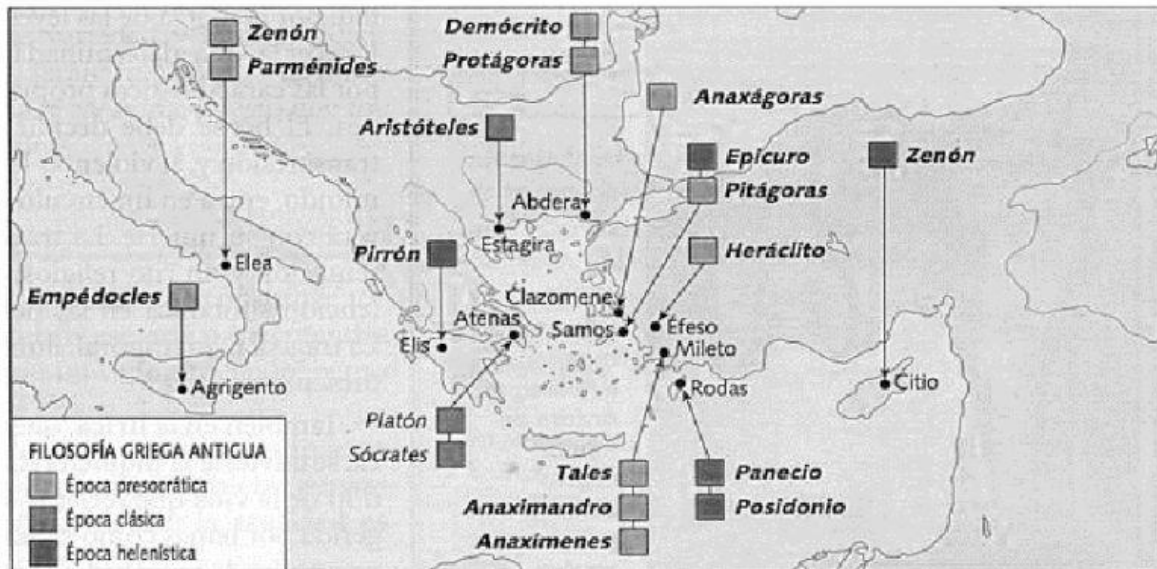 Zenón
Parménides
Demócrito
Protágoras
Anaxágoras
Aristóteles
Epicuro
Pitágoras
Zenón
Abdera
Estagira
Pirrón
Heráclito
Elea
Empédocles
Clazomene
Atenas
Samos
Éfeso
Elis
Mileto
Agrigento
Rodas
Citio
Platón
Sócrates
Tales
Panecio
Anaximandro
Posidonio
Anaxímenes
FILOSOFÍA GRIEGA ANTIGUA
Época presocrática
Época clásica
Época helenística